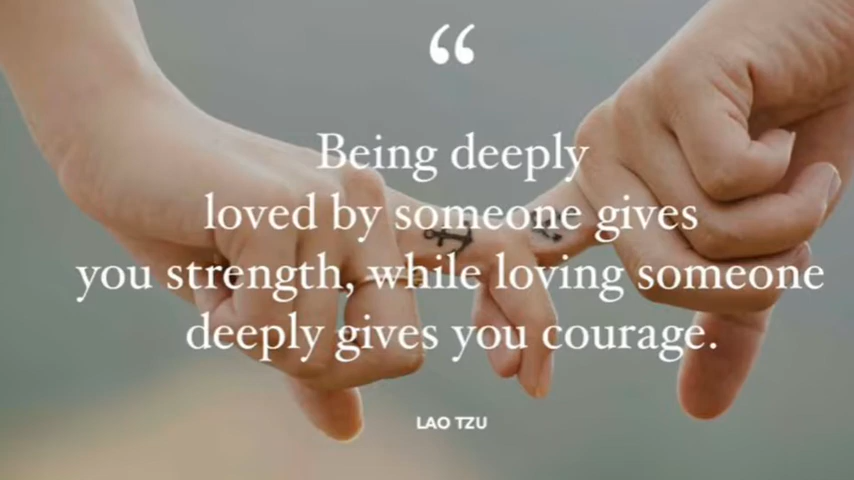 “
Being deeply
loved by someone gives
you strength, while loving someone
deeply gives you courage.
LAO TZU